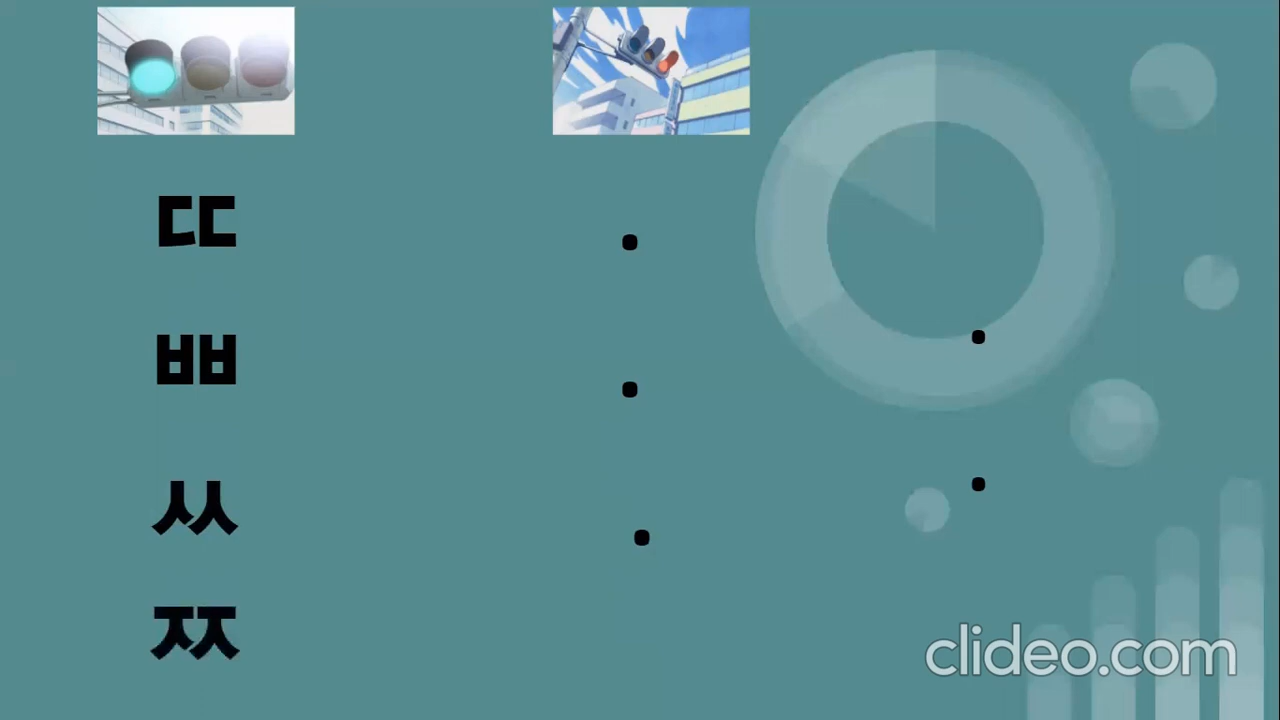 ㄸ
ㅃ
ㅆ
ㅉ
.
.
.
.
.
clideo.com